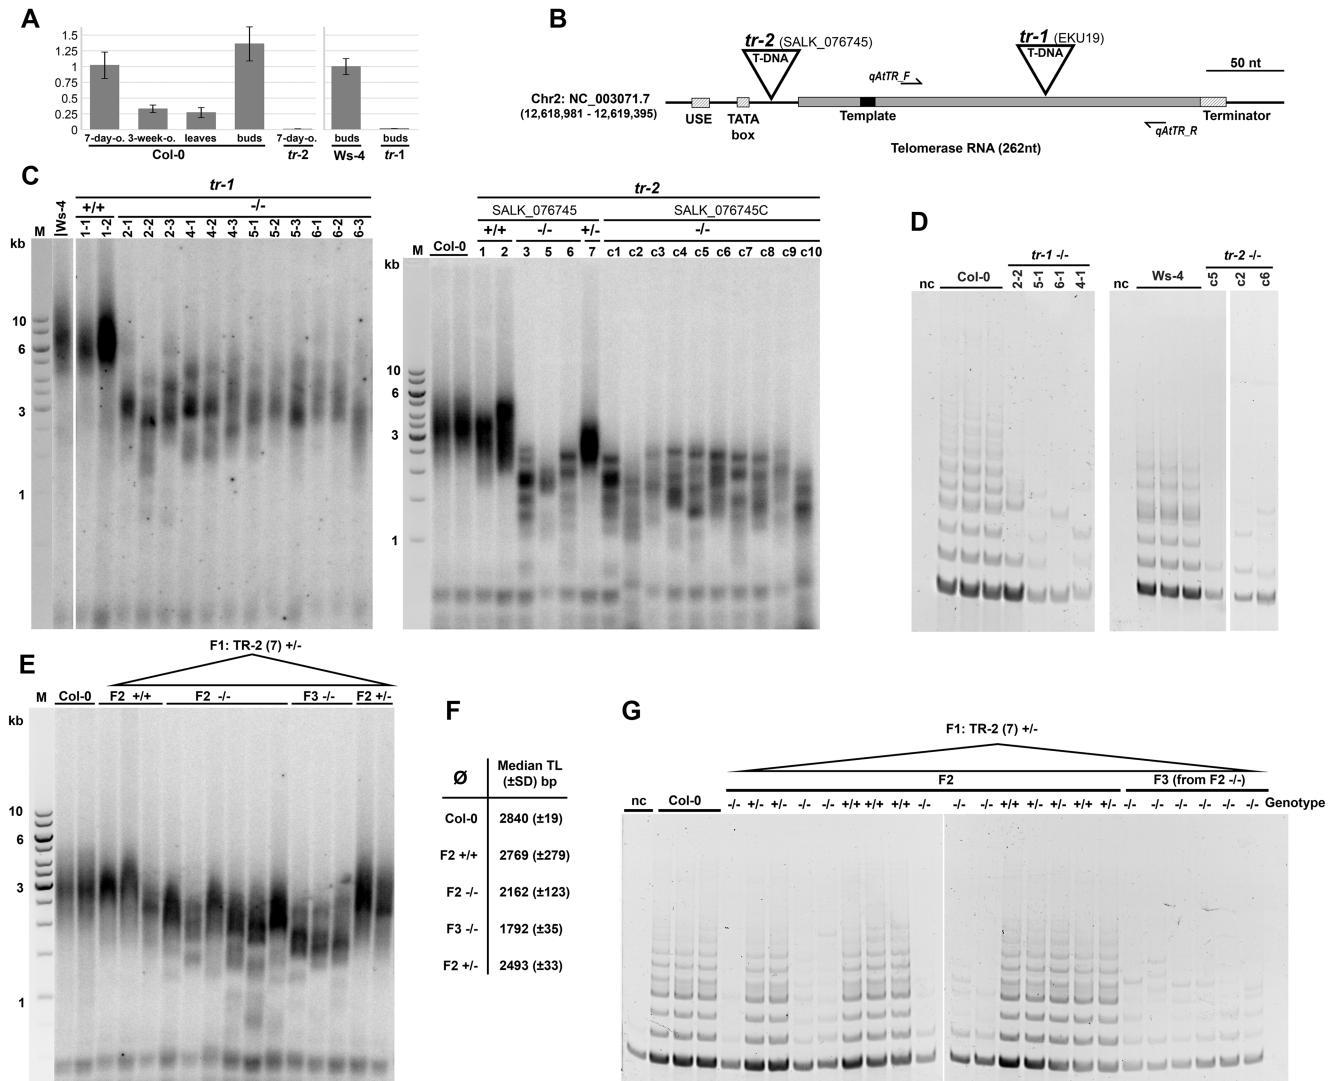 A
1.5
1.25
1
0.75
0.5
0.25
0
7-day-o. 3-week-o. leaves buds 7-day-o. buds buds
Col-0 tr-2 Ws-4 tr-1
B
tr-2 (SALK_076745)
T-DNA
tr-1 (EKU19)
T-DNA
50 nt
qAtTR_F
Chr2: NC_003071.7
(12,618,981 - 12,619,395)
USE
TATA
box
Template
Terminator
qAtTR_R
Telomerase RNA (262nt)
C
tr-1
Ws-4 +/+ -/-
M 1-1 1-2 2-1 2-2 2-3 4-1 4-2 4-3 5-1 5-2 5-3 6-1 6-2 6-3
kb
10
6
3
1
tr-2
SALK_076745 SALK_076745C
Col-0 +/+ -/- +/- -/-
M 1 2 3 5 6 7 c1 c2 c3 c4 c5 c6 c7 c8 c9 c10
kb
10
6
3
1
D
tr-1 -/-
nc Col-0 2-2 5-1 6-1 4-1
tr-2 -/-
nc Ws-4 c5 c2 c6
E
F1: TR-2 (7) +/-
M Col-0 F2 +/+ F2 -/- F3 -/- F2 +/-
kb
10
6
3
1
F
Ø Median TL
(±SD) bp
Col-0 2840 (±19)
F2 +/+ 2769 (±279)
F2 -/- 2162 (±123)
F3 -/- 1792 (±35)
F2 +/- 2493 (±33)
G
F1: TR-2 (7) +/-
F2 F3 (from F2 -/-)
nc Col-0 -/- +/- +/- -/- -/- +/+ +/+ +/+ -/- -/- -/- +/+ +/- +/+ +/+ +/- -/- -/- -/- -/- -/- -/- Genotype